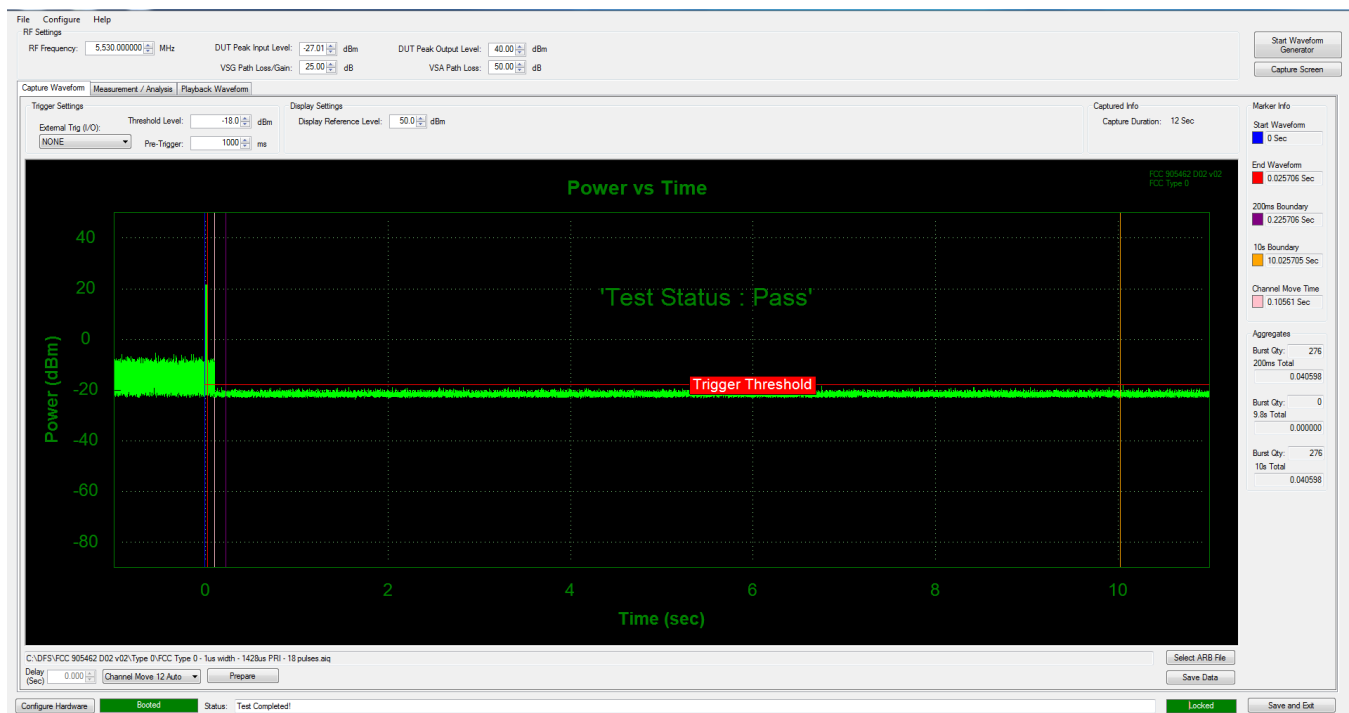 File Configure Help
RF Settings
RF Frequency: 5,530.000000 MHz DUT Peak Input Level: -27.01 dBm DUT Peak Output Level: 40.00 dBm
VSG Path Loss/Gain: 25.00 dB VSA Path Loss: 50.00 dB
Start Waveform Generator
Capture Screen
Capture Waveform Measurement / Analysis Playback Waveform
Trigger Settings
External Trig (I/O):
NONE
Threshold Level: -18.0 dBm
Pre-Trigger: 1000 ms
Display Settings
Display Reference Level: 50.0 dBm
Captured Info
Capture Duration: 12 Sec
Power vs Time
FCC 905462 D02 v02
FCC Type 0
'Test Status : Pass'
Trigger Threshold
Power (dBm)
40
20
0
-20
-40
-60
-80
0 2 4 6 8 10
Time (sec)
Marker Info
Start Waveform
0 Sec
End Waveform
0.025706 Sec
200ms Boundary
0.225706 Sec
10s Boundary
10.025705 Sec
Channel Move Time
0.10561 Sec
Aggregates
Burst Qty: 276
200ms Total
0.040598
Burst Qty: 0
9.8s Total
0.000000
Burst Qty: 276
10s Total
0.040598
C:\DFS\FCC 905462 D02 v02\Type 0\FCC Type 0 - 1us width - 1428us PRI - 18 pulses.aiq
Select ARB File
Delay (Sec) 0.000 Channel Move 12 Auto Prepare
Save Data
Configure Hardware Booted Status: Test Completed! Locked Save and Exit